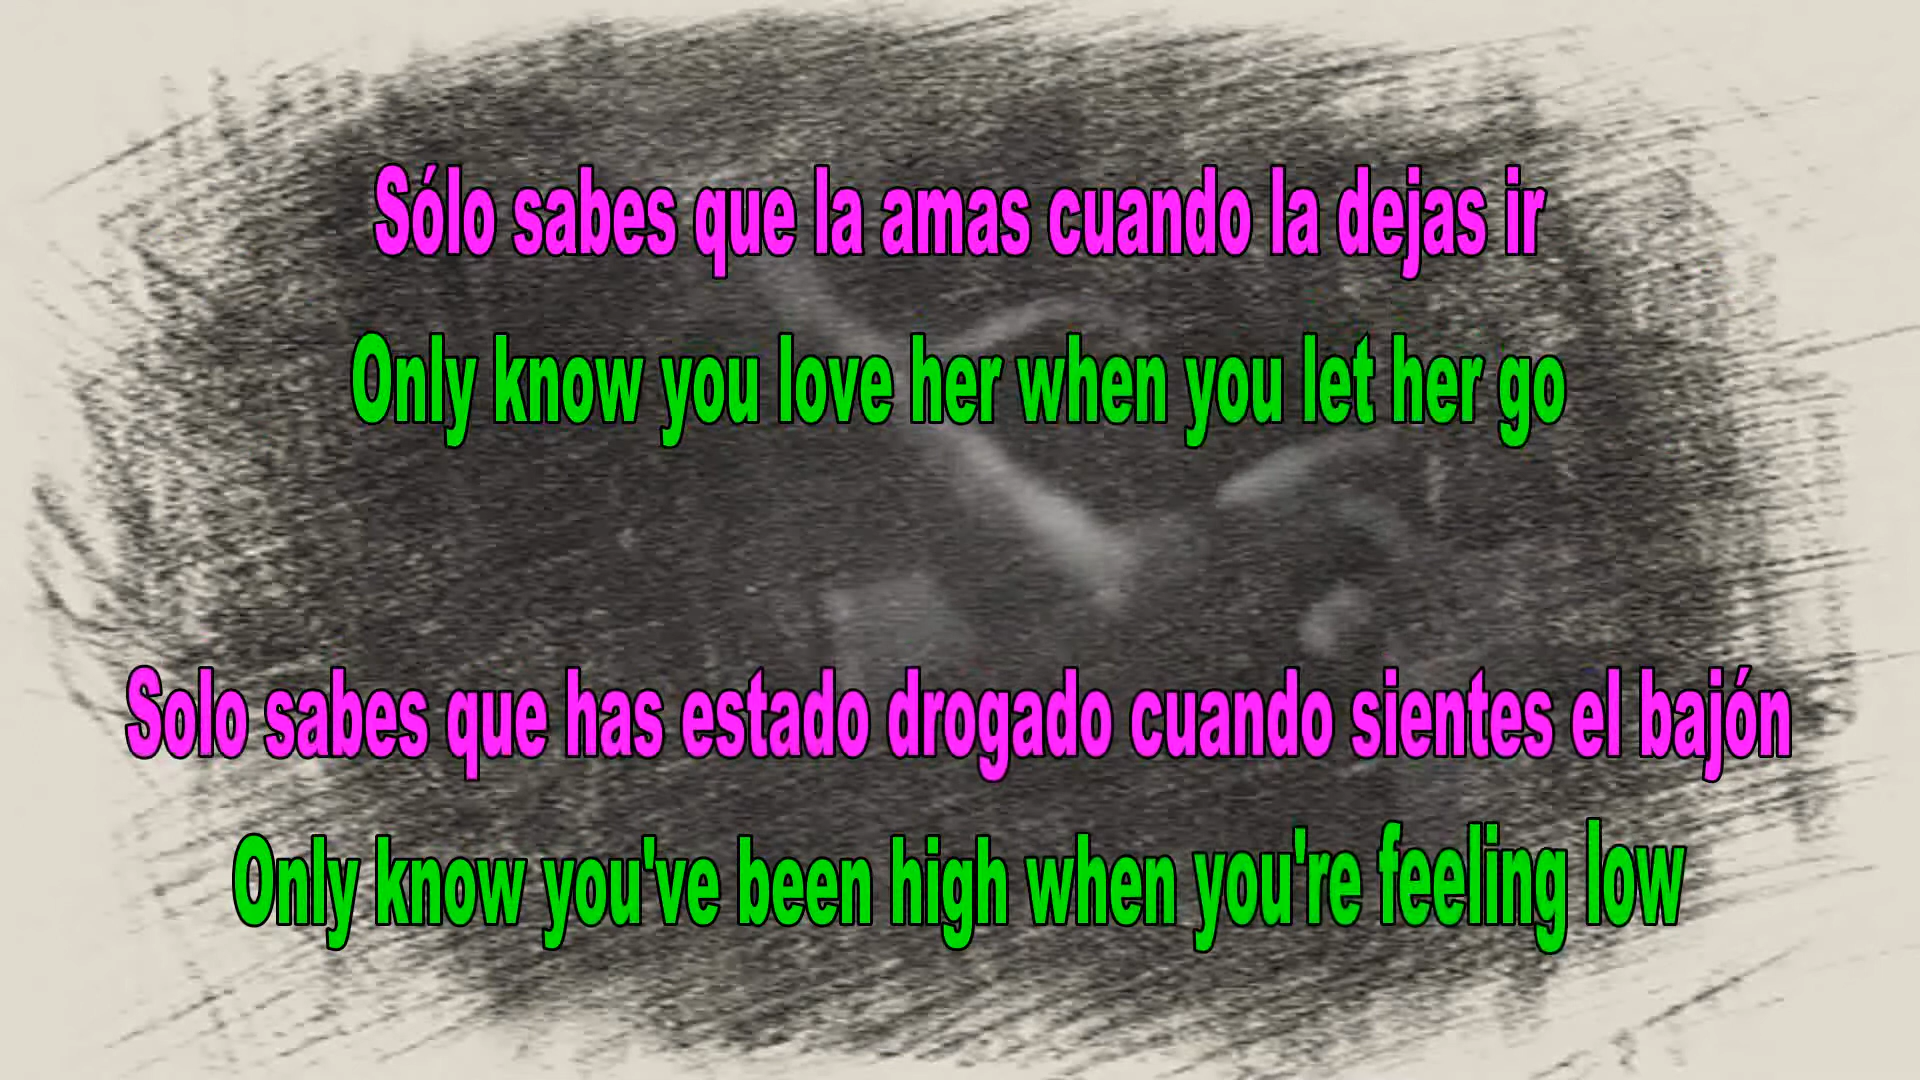 Sólo sabes que la amas cuando la dejas ir
Only know you love her when you let her go
Solo sabes que has estado drogado cuando sientes el bajón
Only know you've been high when you're feeling low